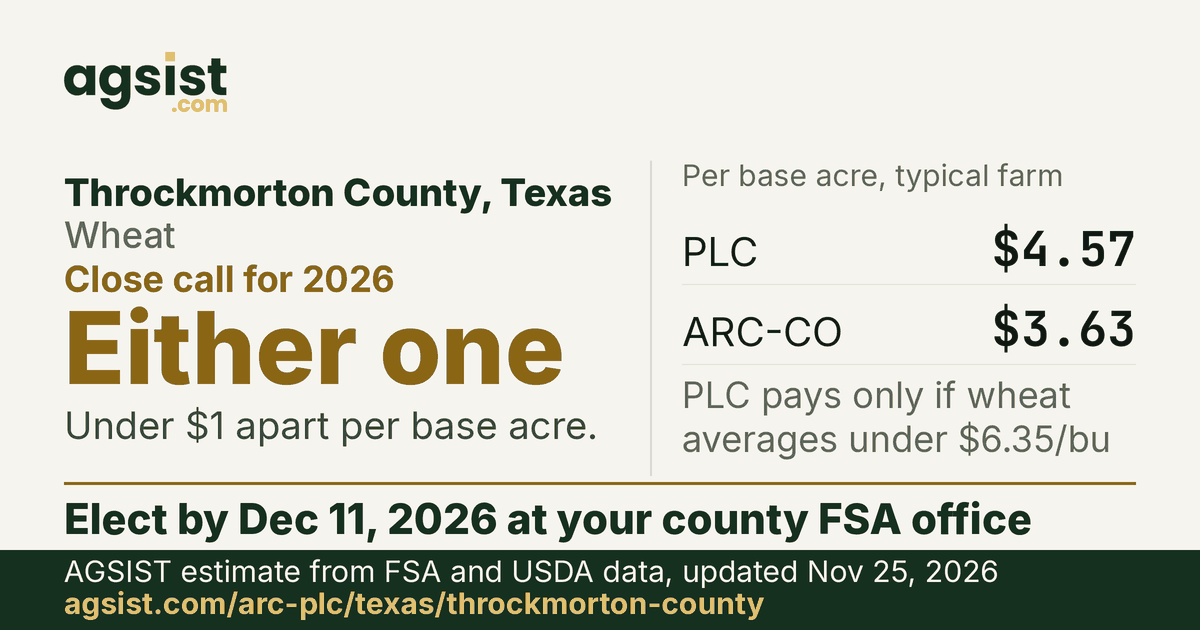 agsist
.com
Throckmorton County, Texas
Wheat
Close call for 2026
Either one
Under $1 apart per base acre.
Per base acre, typical farm
PLC $4.57
ARC-CO $3.63
PLC pays only if wheat
averages under $6.35/bu
Elect by Dec 11, 2026 at your county FSA office
AGSIST estimate from FSA and USDA data, updated Nov 25, 2026
agsist.com/arc-plc/texas/throckmorton-county